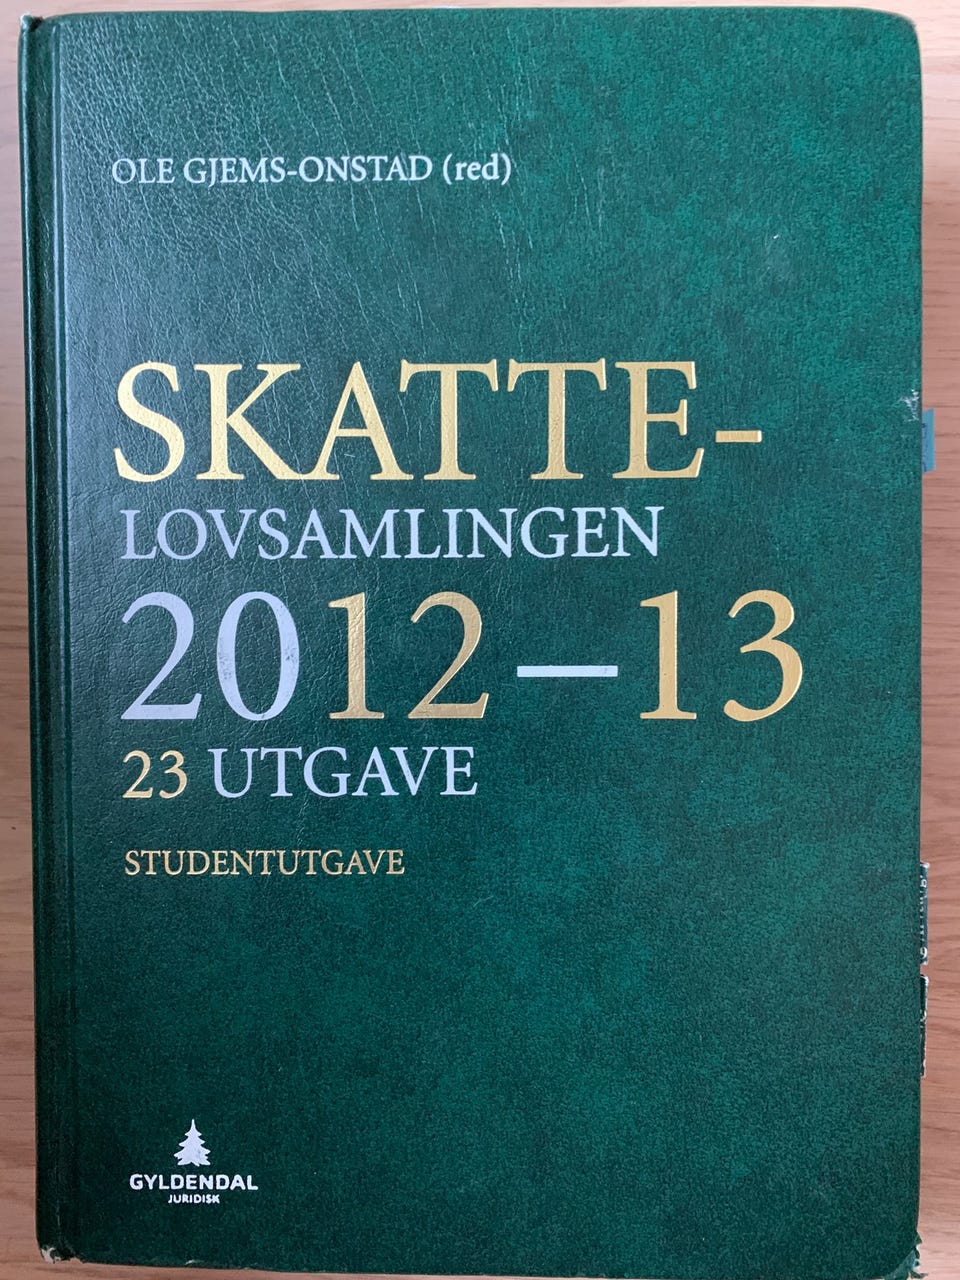 OLE GJEMS-ONSTAD (red)
SKATTE-
LOVSAMLINGEN
2012–13
23 UTGAVE
STUDENTUTGAVE
GYLDENDAL
JURIDISK